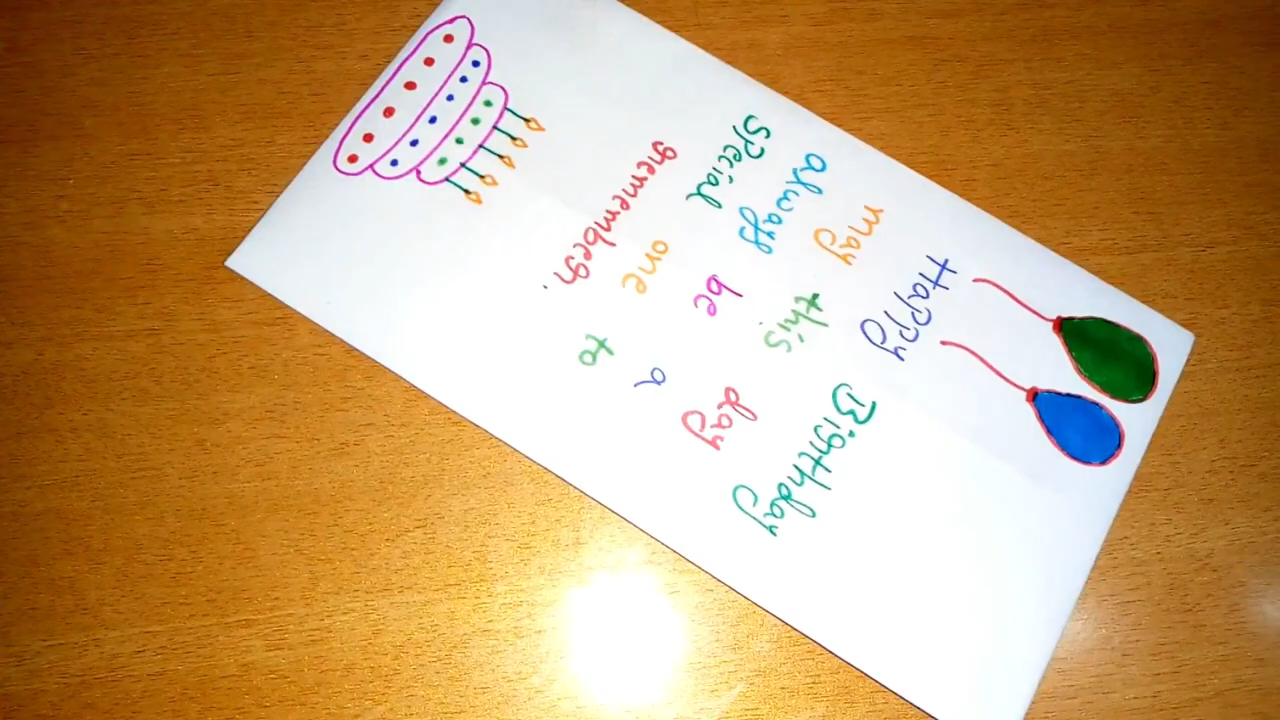 Happy Birthday
may this day
always be a
special one to
remember.